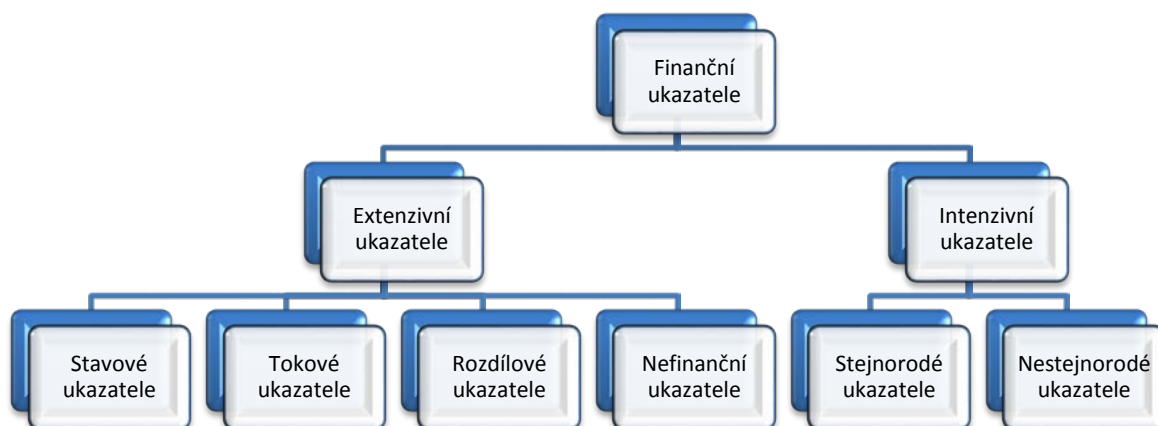 Finanční
ukazatele
Extenzivní
ukazatele
Intenzivní
ukazatele
Stavové
ukazatele
Tokové
ukazatele
Rozdílové
ukazatele
Nefinanční
ukazatele
Stejnorodé
ukazatele
Nestejnorodé
ukazatele